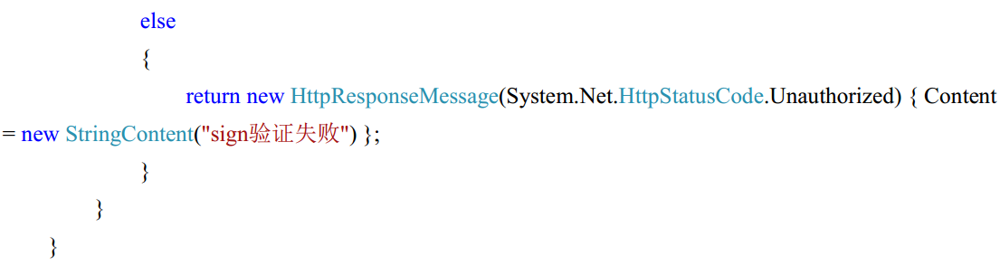 else
{
return new HttpResponseMessage(System.Net.HttpStatusCode.Unauthorized) { Content
= new StringContent("sign验证失败") };
}
}
}